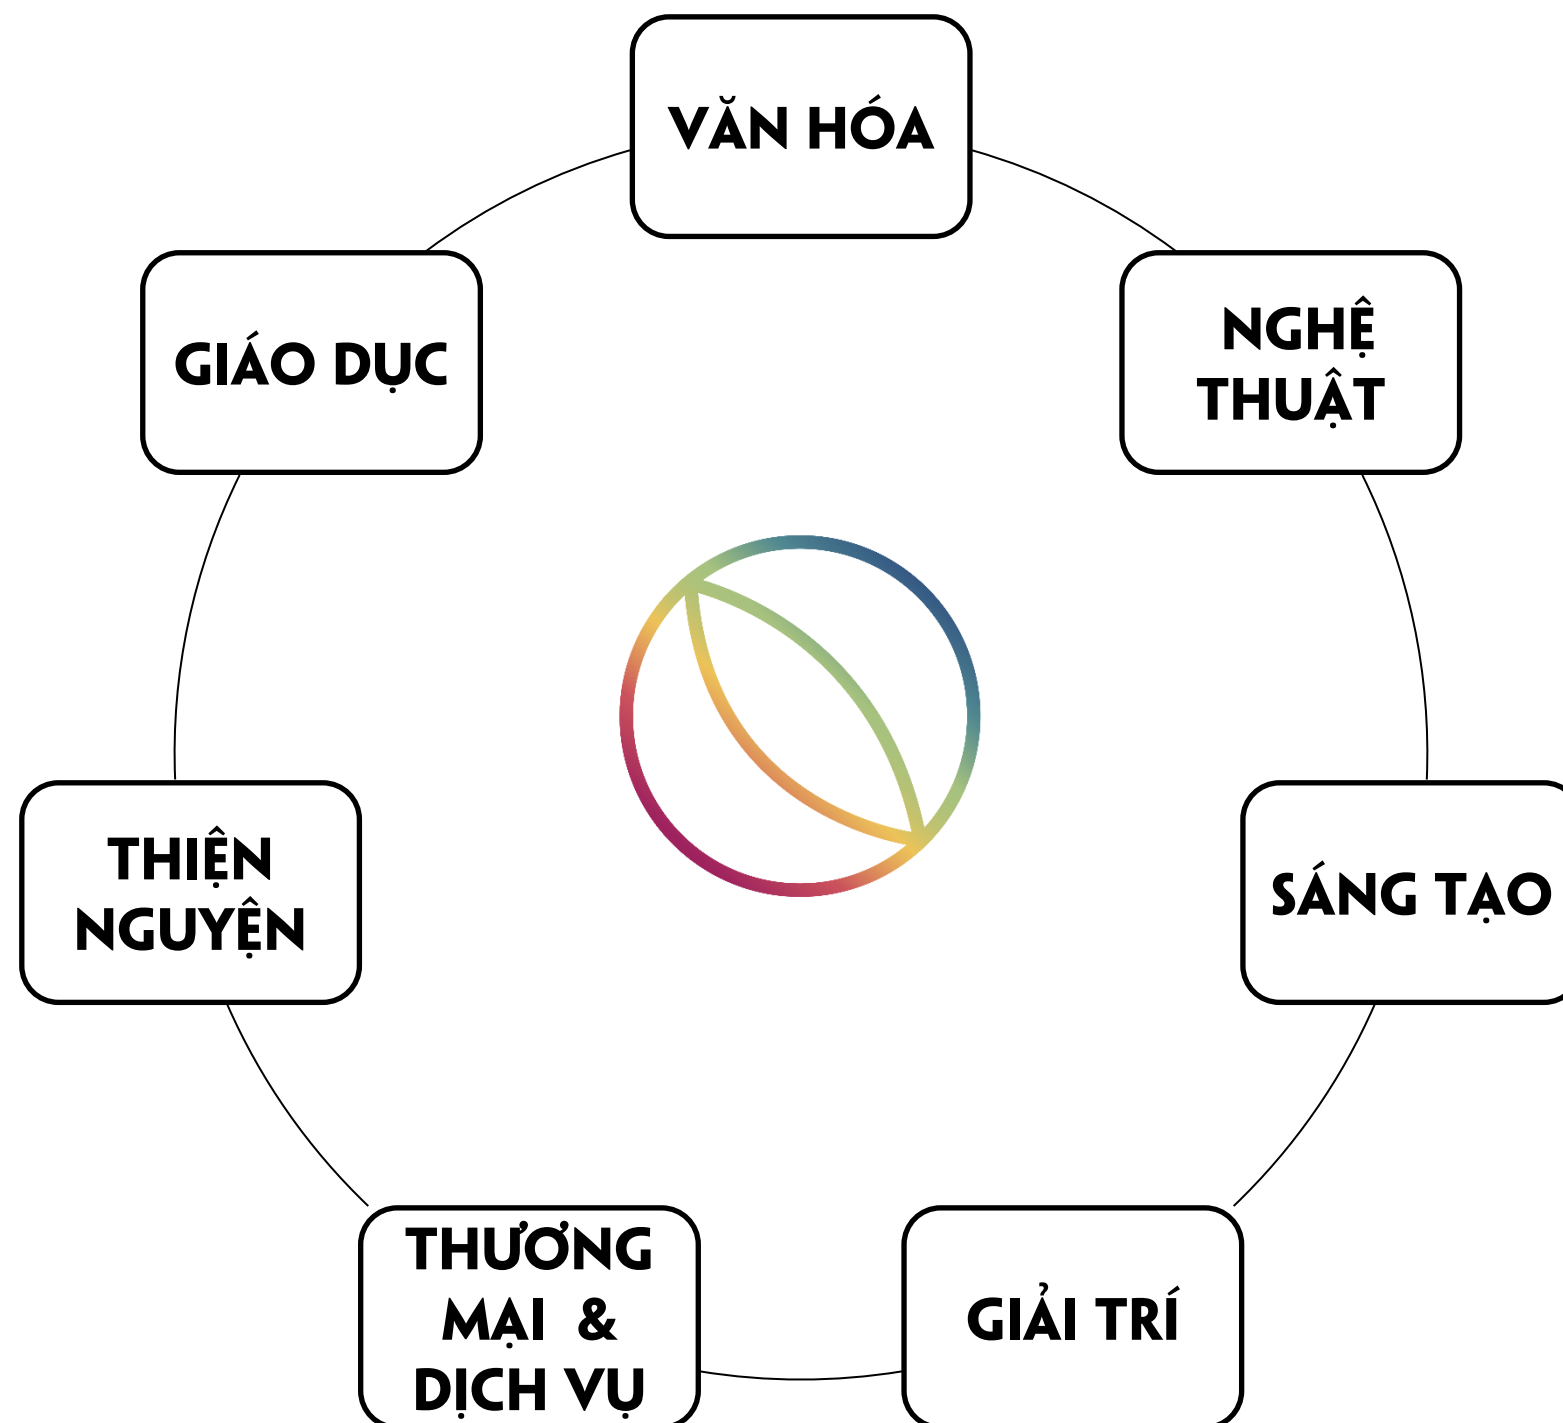 VĂN HÓA
GIÁO DỤC
NGHỆ
THUẬT
THIỆN
NGUYỆN
SÁNG TẠO
THƯƠNG
MẠI & 
DỊCH VỤ
GIẢI TRÍ